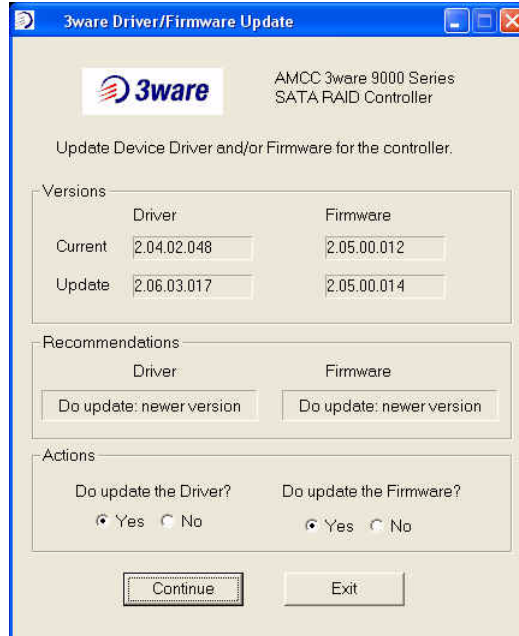 3ware Driver/Firmware Update
3ware
AMCC 3ware 9000 Series
SATA RAID Controller
Update Device Driver and/or Firmware for the controller.
Versions
Driver Firmware
Current 2.04.02.048 2.05.00.012
Update 2.06.03.017 2.05.00.014
Recommendations
Driver Firmware
Do update: newer version Do update: newer version
Actions
Do update the Driver? Do update the Firmware?
Yes No Yes No
Continue Exit